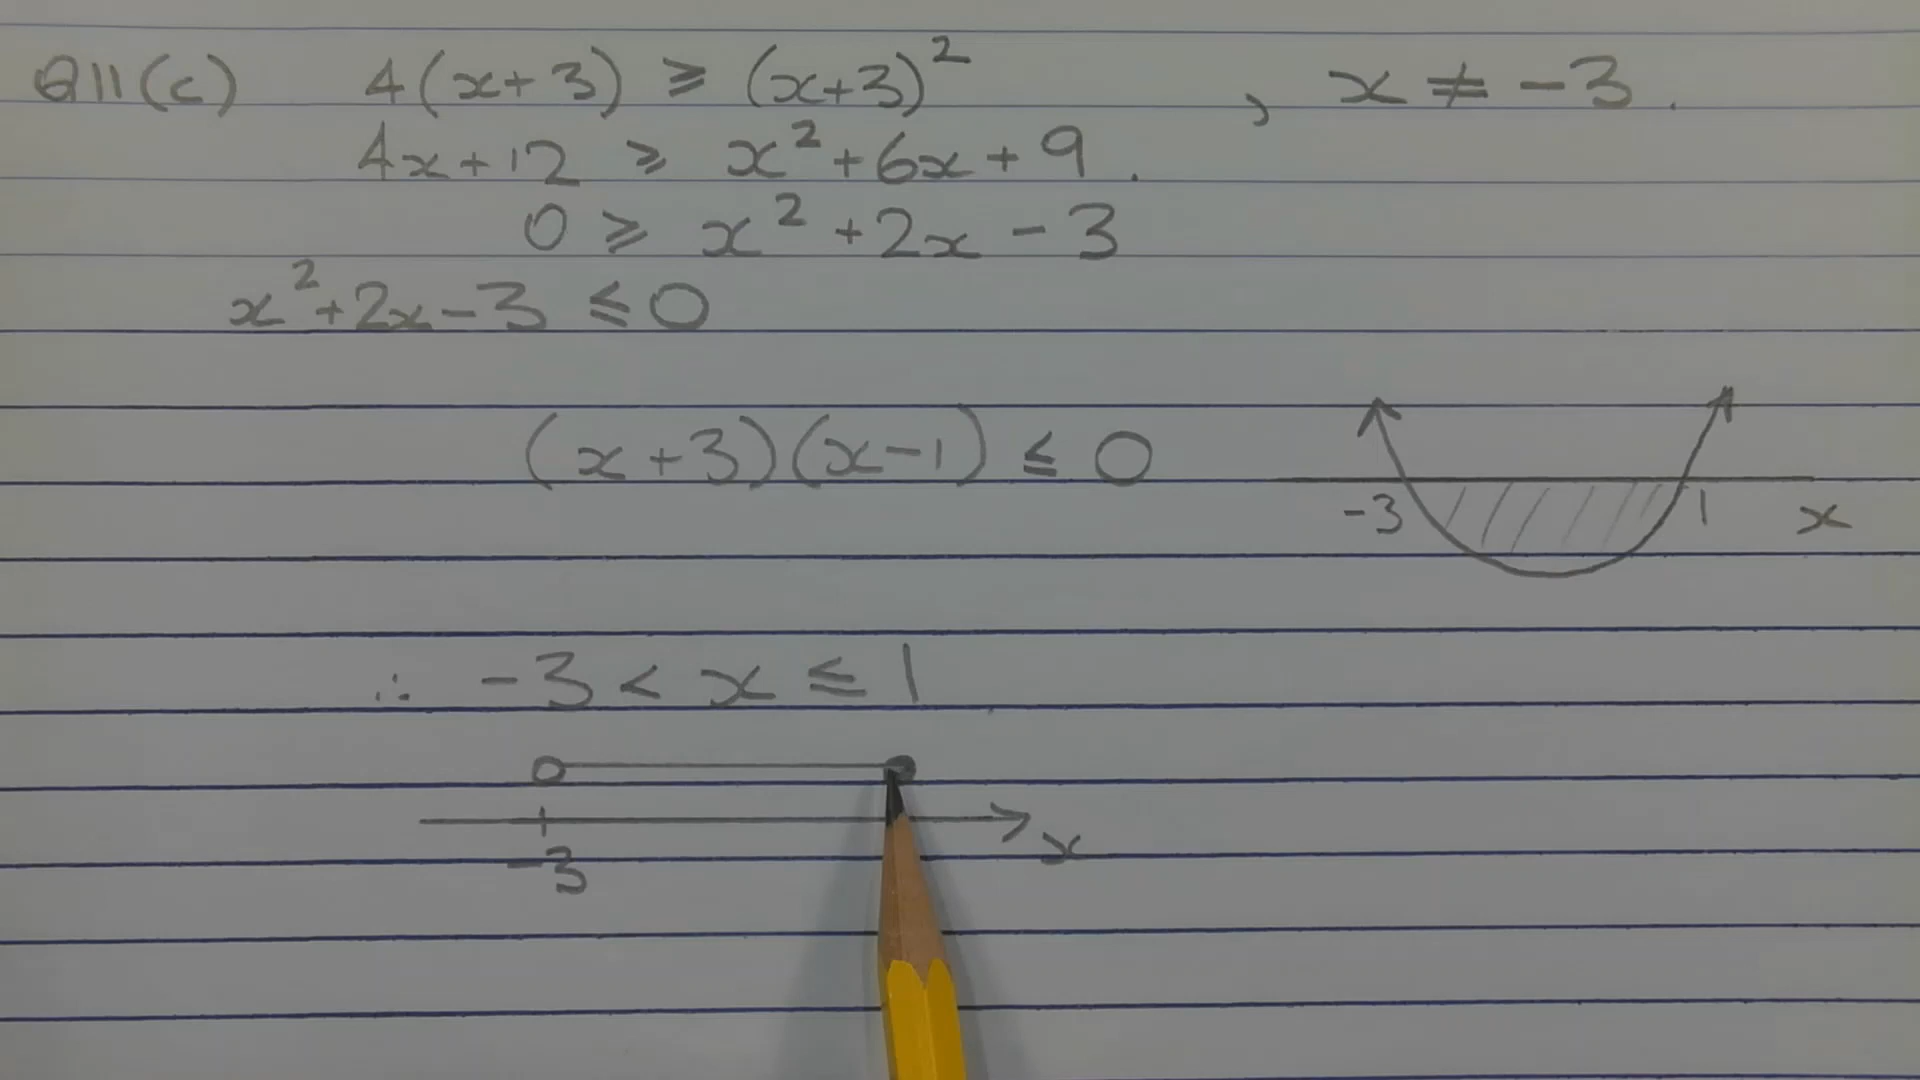 Q11(c) 4(x+3) ⩾ (x+3)² , x ≠ -3.
4x+12 ⩾ x²+6x+9.
0 ⩾ x²+2x-3
x²+2x-3 ≤ 0
(x+3)(x-1) ≤ 0
-3 1 x
∴ -3 < x ≤ 1
x
-3